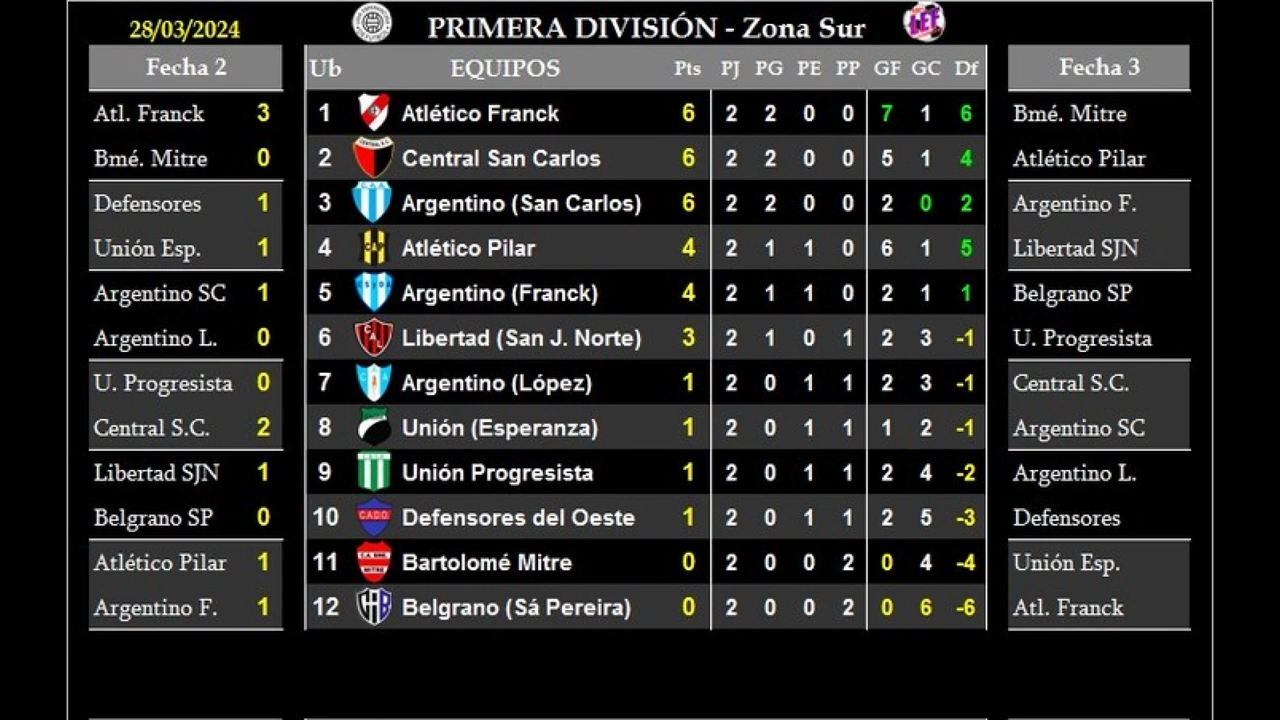 28/03/2024
PRIMERA DIVISIÓN - Zona Sur
LEF
Fecha 2
Atl. Franck 3
Bmé. Mitre 0
Defensores 1
Unión Esp. 1
Argentino SC 1
Argentino L. 0
U. Progresista 0
Central S.C. 2
Libertad SJN 1
Belgrano SP 0
Atlético Pilar 1
Argentino F. 1
Ub EQUIPOS Pts PJ PG PE PP GF GC Df
1 Atlético Franck 6 2 2 0 0 7 1 6
2 Central San Carlos 6 2 2 0 0 5 1 4
3 Argentino (San Carlos) 6 2 2 0 0 2 0 2
4 Atlético Pilar 4 2 1 1 0 6 1 5
5 Argentino (Franck) 4 2 1 1 0 2 1 1
6 Libertad (San J. Norte) 3 2 1 0 1 2 3 -1
7 Argentino (López) 1 2 0 1 1 2 3 -1
8 Unión (Esperanza) 1 2 0 1 1 1 2 -1
9 Unión Progresista 1 2 0 1 1 2 4 -2
10 Defensores del Oeste 1 2 0 1 1 2 5 -3
11 Bartolomé Mitre 0 2 0 0 2 0 4 -4
12 Belgrano (Sá Pereira) 0 2 0 0 2 0 6 -6
Fecha 3
Bmé. Mitre
Atlético Pilar
Argentino F.
Libertad SJN
Belgrano SP
U. Progresista
Central S.C.
Argentino SC
Argentino L.
Defensores
Unión Esp.
Atl. Franck